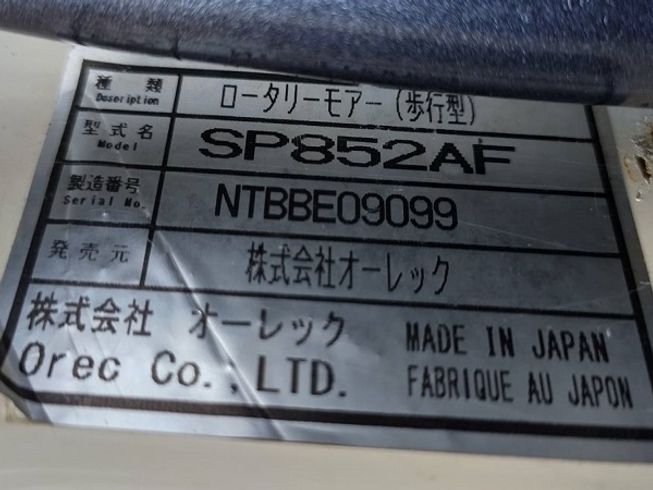 種類 ロータリーモアー(歩行型)
Description
型式名 SP852AF
Model
製造番号 NTBBE09099
Serial No.
発売元 株式会社オーレック
株式会社 オーレック MADE IN JAPAN
Orec Co., LTD. FABRIQUE AU JAPON